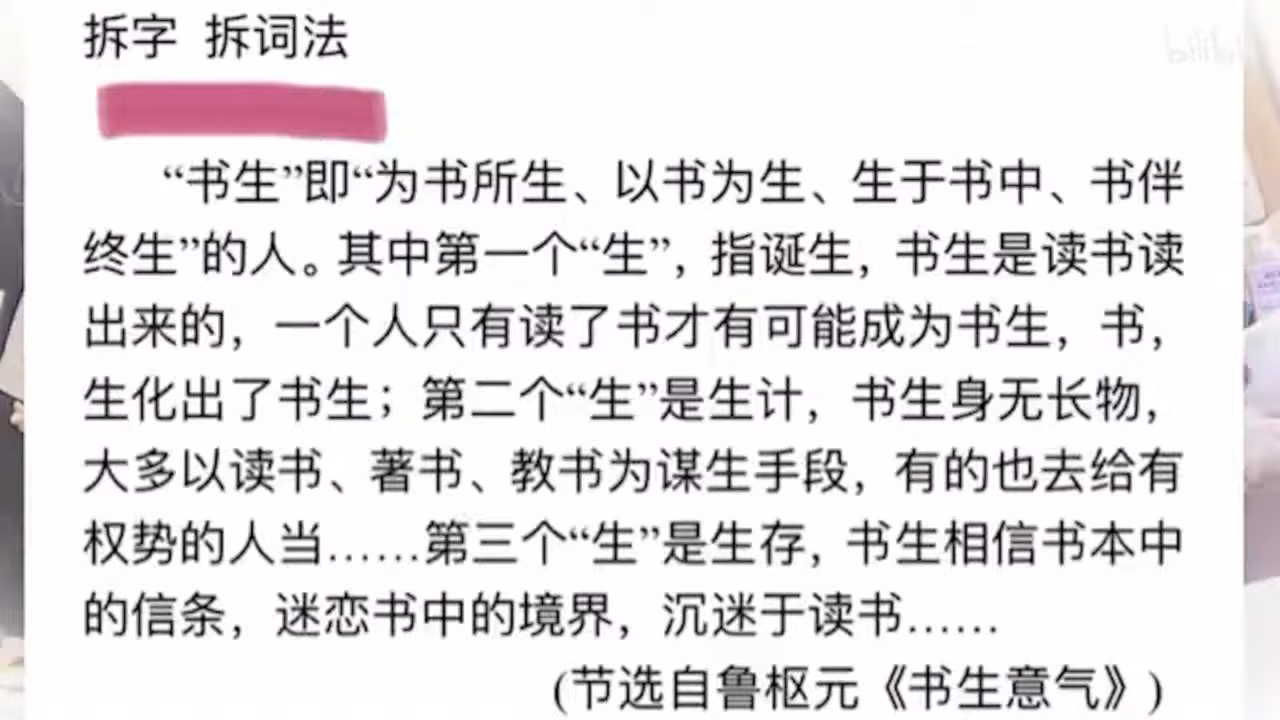 拆字 拆词法
“书生”即“为书所生、以书为生、生于书中、书伴
终生”的人。其中第一个“生”，指诞生，书生是读书读
出来的，一个人只有读了书才有可能成为书生，书，
生化出了书生；第二个“生”是生计，书生身无长物，
大多以读书、著书、教书为谋生手段，有的也去给有
权势的人当……第三个“生”是生存，书生相信书本中
的信条，迷恋书中的境界，沉迷于读书……
(节选自鲁枢元《书生意气》)